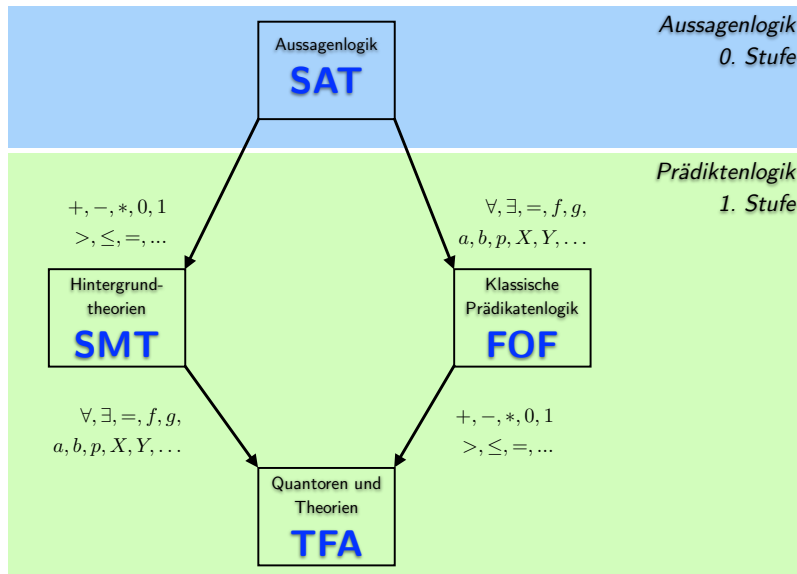 Aussagenlogik
0. Stufe
Aussagenlogik
SAT
Prädiktenlogik
1. Stufe
+, −, ∗, 0, 1
>, ≤, =, ...
∀, ∃, =, f, g,
a, b, p, X, Y, . . .
Hintergrund-
theorien
SMT
Klassische
Prädikatenlogik
FOF
∀, ∃, =, f, g,
a, b, p, X, Y, . . .
+, −, ∗, 0, 1
>, ≤, =, ...
Quantoren und
Theorien
TFA